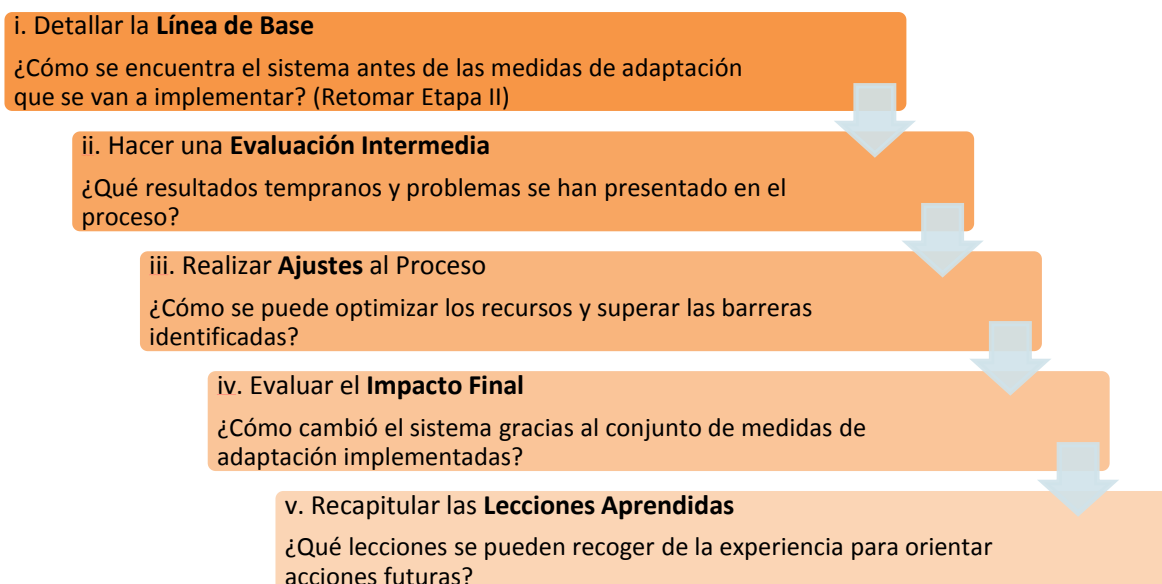 i. Detallar la Línea de Base
¿Cómo se encuentra el sistema antes de las medidas de adaptación
que se van a implementar? (Retomar Etapa II)
ii. Hacer una Evaluación Intermedia
¿Qué resultados tempranos y problemas se han presentado en el
proceso?
iii. Realizar Ajustes al Proceso
¿Cómo se puede optimizar los recursos y superar las barreras
identificadas?
iv. Evaluar el Impacto Final
¿Cómo cambió el sistema gracias al conjunto de medidas de
adaptación implementadas?
v. Recapitular las Lecciones Aprendidas
¿Qué lecciones se pueden recoger de la experiencia para orientar
acciones futuras?